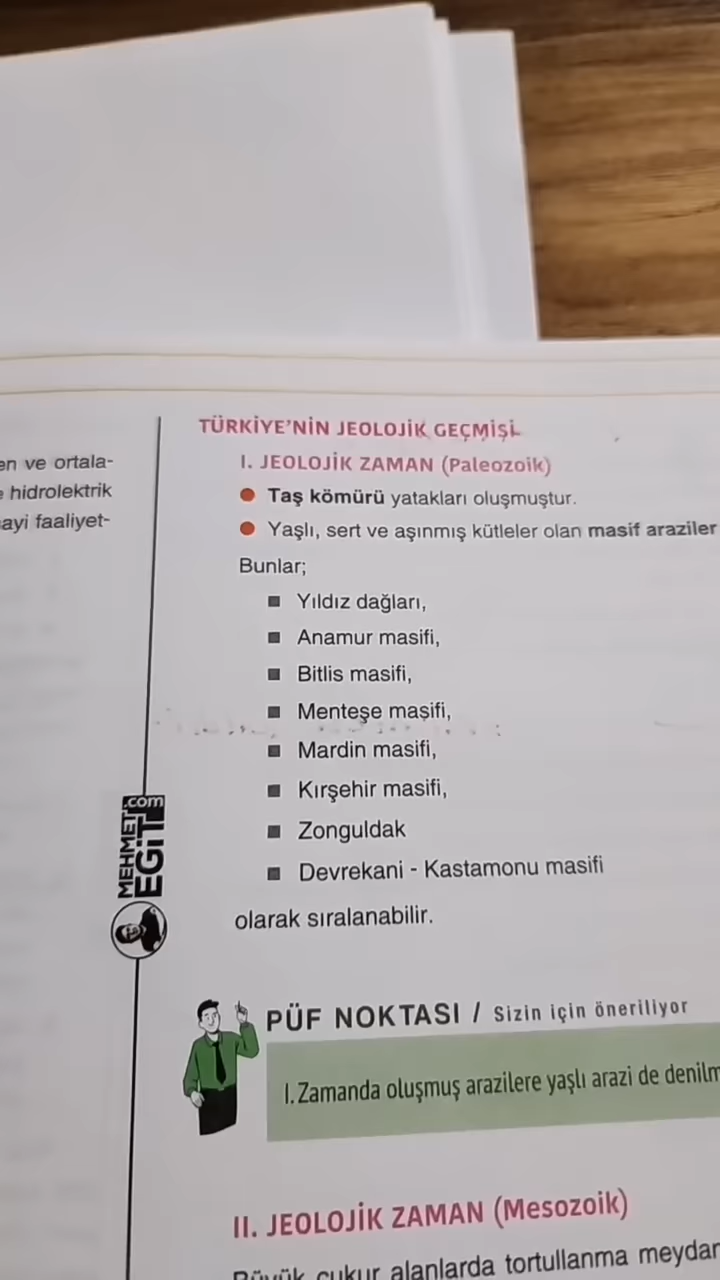 en ve ortala-
hidrolektrik
ayi faaliyet-
TÜRKİYE'NİN JEOLOJİK GEÇMİŞİ
I. JEOLOJİK ZAMAN (Paleozoik)
Taş kömürü yatakları oluşmuştur.
Yaşlı, sert ve aşınmış kütleler olan masif araziler
Bunlar;
Yıldız dağları,
Anamur masifi,
Bitlis masifi,
Menteşe masifi,
Mardin masifi,
Kırşehir masifi,
Zonguldak
Devrekani - Kastamonu masifi
olarak sıralanabilir.
MEHMET
EĞİT.com
PÜF NOKTASI / Sizin için öneriliyor
I. Zamanda oluşmuş arazilere yaşlı arazi de denilm
II. JEOLOJİK ZAMAN (Mesozoik)
Büyük çukur alanlarda tortullanma meydan